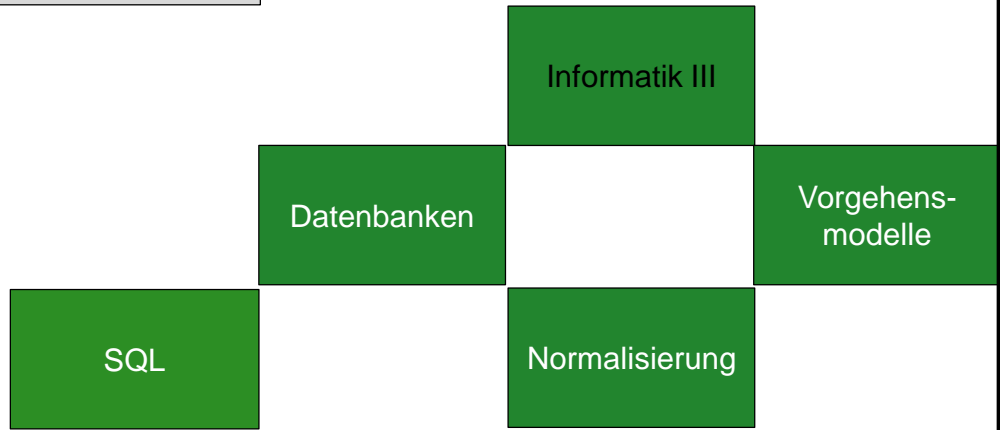 Informatik III
Datenbanken
Vorgehens-
modelle
SQL
Normalisierung